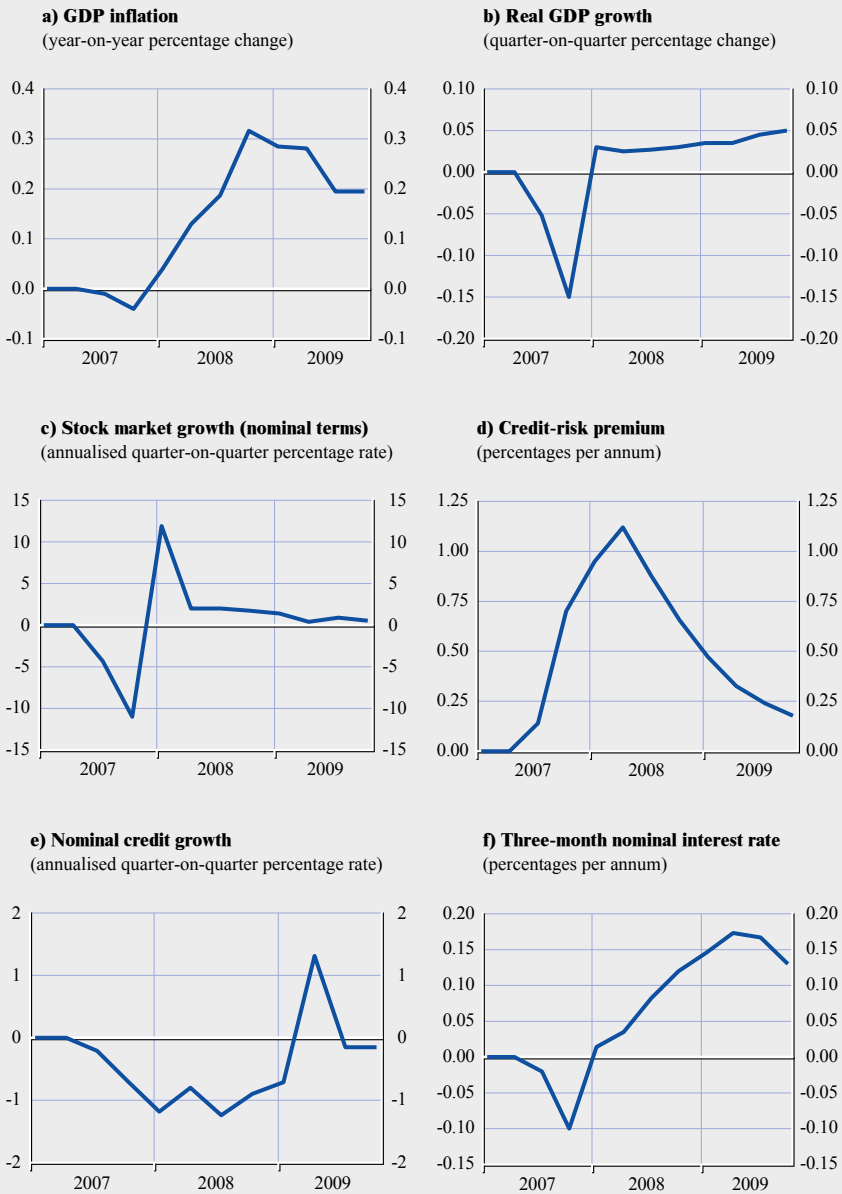 a) GDP inflation
(year-on-year percentage change)
0.4 0.4
0.3 0.3
0.2 0.2
0.1 0.1
0.0 0.0
-0.1 -0.1
2007 2008 2009
b) Real GDP growth
(quarter-on-quarter percentage change)
0.10 0.10
0.05 0.05
0.00 0.00
-0.05 -0.05
-0.10 -0.10
-0.15 -0.15
-0.20 -0.20
2007 2008 2009
c) Stock market growth (nominal terms)
(annualised quarter-on-quarter percentage rate)
15 15
10 10
5 5
0 0
-5 -5
-10 -10
-15 -15
2007 2008 2009
d) Credit-risk premium
(percentages per annum)
1.25 1.25
1.00 1.00
0.75 0.75
0.50 0.50
0.25 0.25
0.00 0.00
2007 2008 2009
e) Nominal credit growth
(annualised quarter-on-quarter percentage rate)
2 2
1 1
0 0
-1 -1
-2 -2
2007 2008 2009
f) Three-month nominal interest rate
(percentages per annum)
0.20 0.20
0.15 0.15
0.10 0.10
0.05 0.05
0.00 0.00
-0.05 -0.05
-0.10 -0.10
-0.15 -0.15
2007 2008 2009